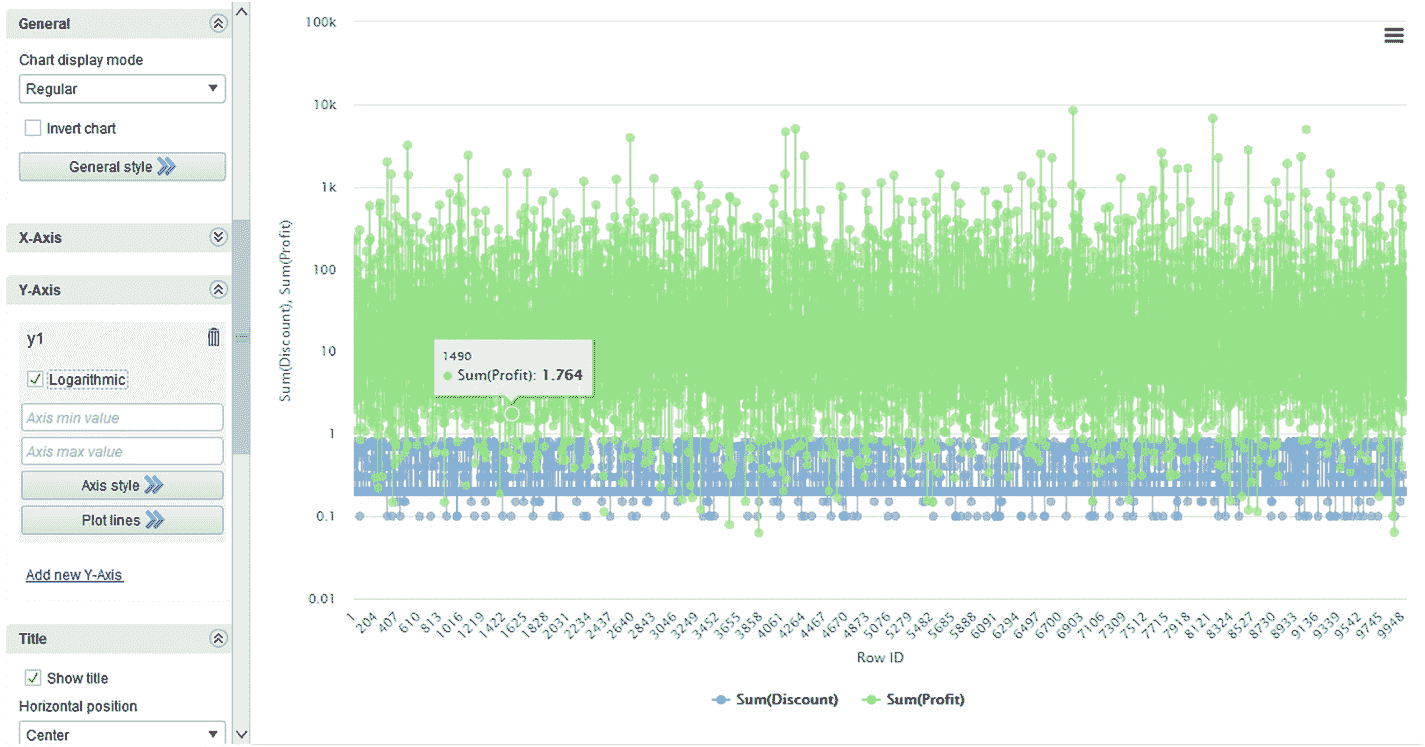 General
Chart display mode
Regular
Invert chart
General style
X-Axis
Y-Axis
y1
Logarithmic
Axis min value
Axis max value
Axis style
Plot lines
Add new Y-Axis
Title
Show title
Horizontal position
Center
100k
10k
1k
100
10
1
0.1
0.01
Sum(Discount), Sum(Profit)
1490
Sum(Profit): 1.764
1 204 407 610 813 1016 1219 1422 1625 1828 2031 2234 2437 2640 2843 3046 3249 3452 3655 3858 4061 4264 4467 4670 4873 5076 5279 5482 5685 5888 6091 6294 6497 6700 6903 7106 7309 7512 7715 7918 8121 8324 8527 8730 8933 9136 9339 9542 9745 9948
Row ID
Sum(Discount) Sum(Profit)